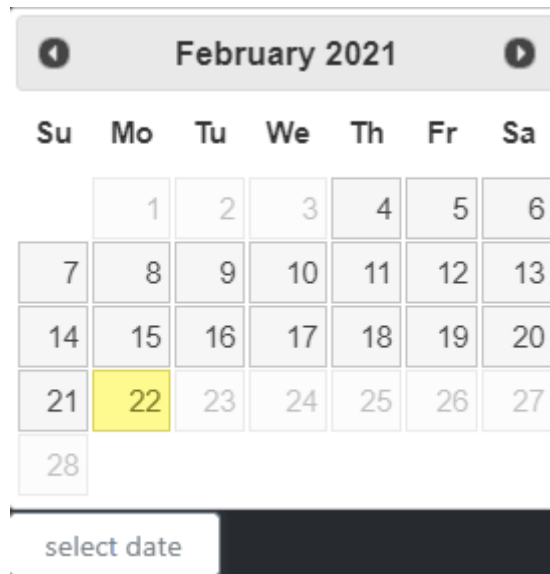 February 2021
Su Mo Tu We Th Fr Sa
1 2 3 4 5 6
7 8 9 10 11 12 13
14 15 16 17 18 19 20
21 22 23 24 25 26 27
28
select date